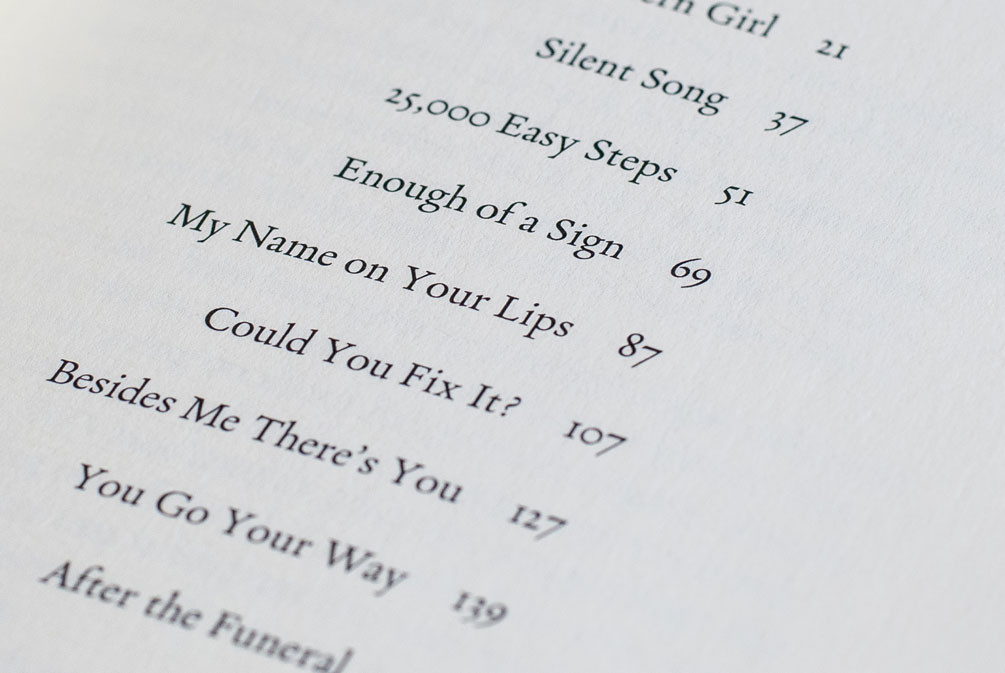 Girl 21
Silent Song 37
25,000 Easy Steps 51
Enough of a Sign 69
My Name on Your Lips 87
Could You Fix It? 107
Besides Me There's You 127
You Go Your Way 139
After the Funeral